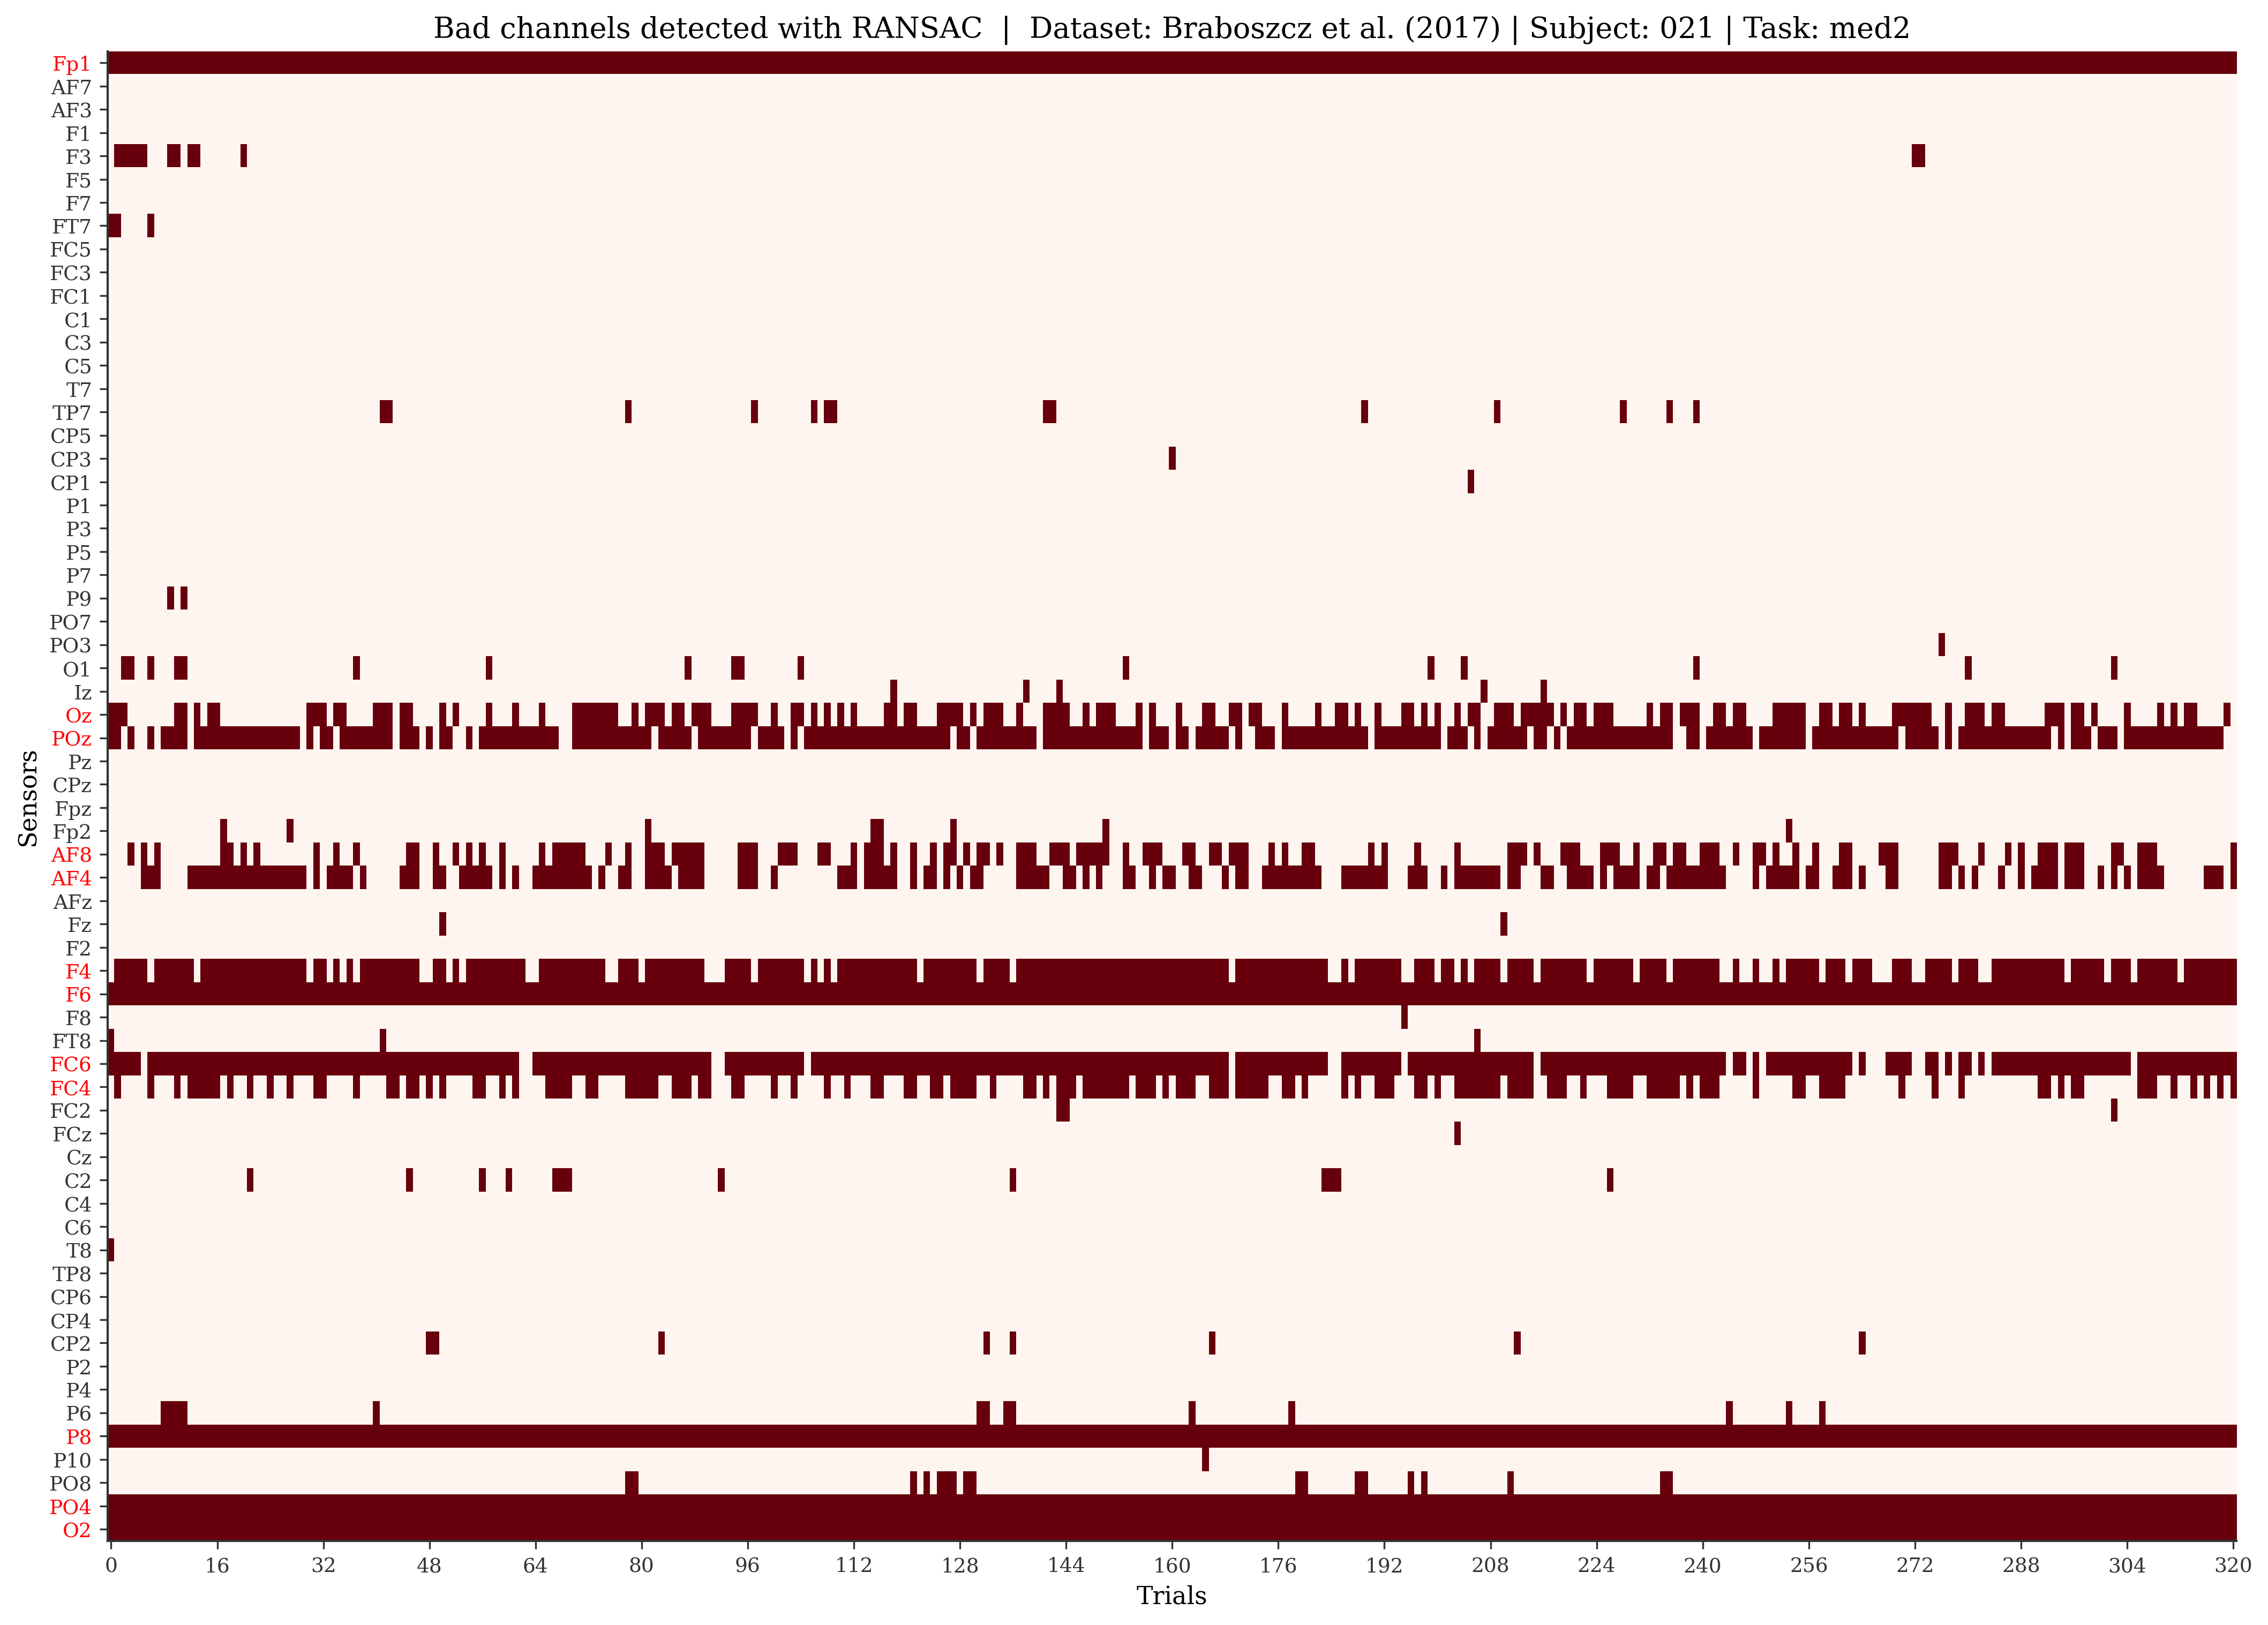 Bad channels detected with RANSAC | Dataset: Braboszcz et al. (2017) | Subject: 021 | Task: med2
Fp1
AF7
AF3
F1
F3
F5
F7
FT7
FC5
FC3
FC1
C1
C3
C5
T7
TP7
CP5
CP3
CP1
P1
P3
P5
P7
P9
PO7
PO3
O1
Iz
Oz
POz
Pz
CPz
Fpz
Fp2
AF8
AF4
AFz
Fz
F2
F4
F6
F8
FT8
FC6
FC4
FC2
FCz
Cz
C2
C4
C6
T8
TP8
CP6
CP4
CP2
P2
P4
P6
P8
P10
PO8
PO4
O2
Sensors
0 16 32 48 64 80 96 112 128 144 160 176 192 208 224 240 256 272 288 304 320
Trials